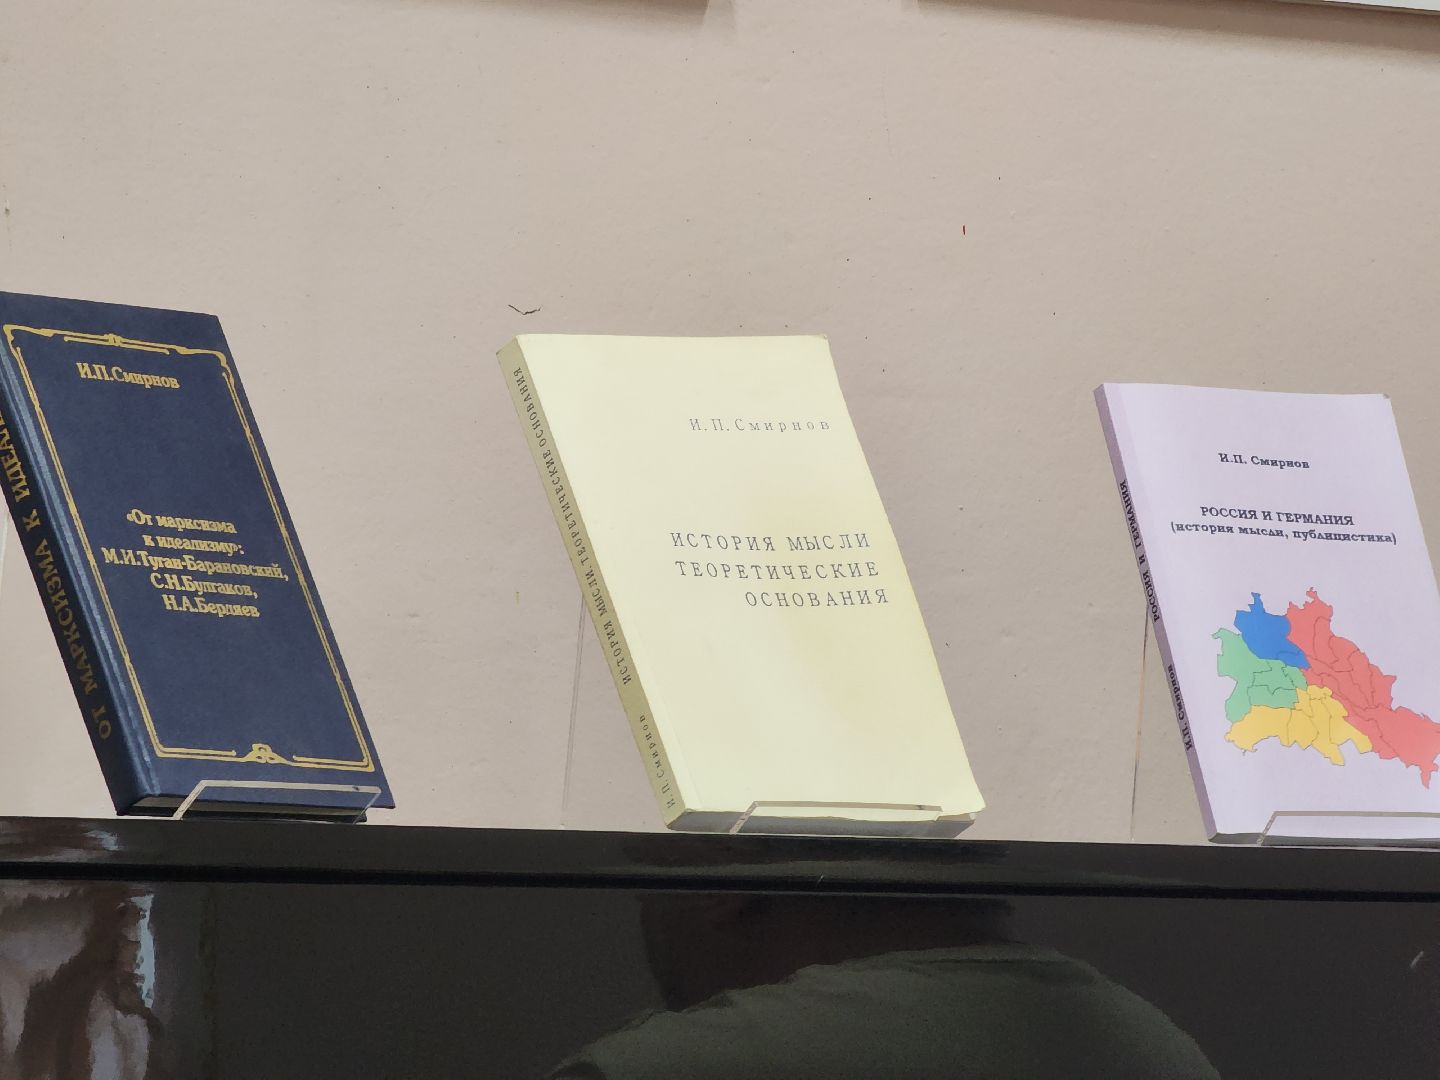 И.П.Смирнов
«От марксизма
к идеализму»:
М.И.Туган-Барановский,
С.Н.Булгаков,
Н.А.Бердяев
ОТ МАРКСИЗМА К
И.П.Смирнов
ИСТОРИЯ МЫСЛИ
ТЕОРЕТИЧЕСКИЕ
ОСНОВАНИЯ
И.П.Смирнов ИСТОРИЯ МЫСЛИ. ТЕОРЕТИЧЕСКИЕ ОСНОВАНИЯ
И.П. Смирнов
РОССИЯ И ГЕРМАНИЯ
(история мысли, публицистика)
И.П. Смирнов РОССИЯ И ГЕРМАНИЯ